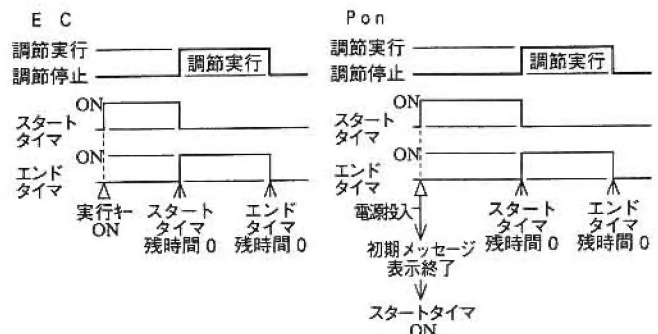 E C
調節実行
調節停止
調節実行
ON
スタート
タイマ
ON
エンド
タイマ
実行キー
ON
スタート
タイマ
残時間 0
エンド
タイマ
残時間 0
Pon
調節実行
調節停止
調節実行
ON
スタート
タイマ
ON
エンド
タイマ
電源投入
初期メッセージ
表示終了
スタートタイマ
ON
スタート
タイマ
残時間 0
エンド
タイマ
残時間 0